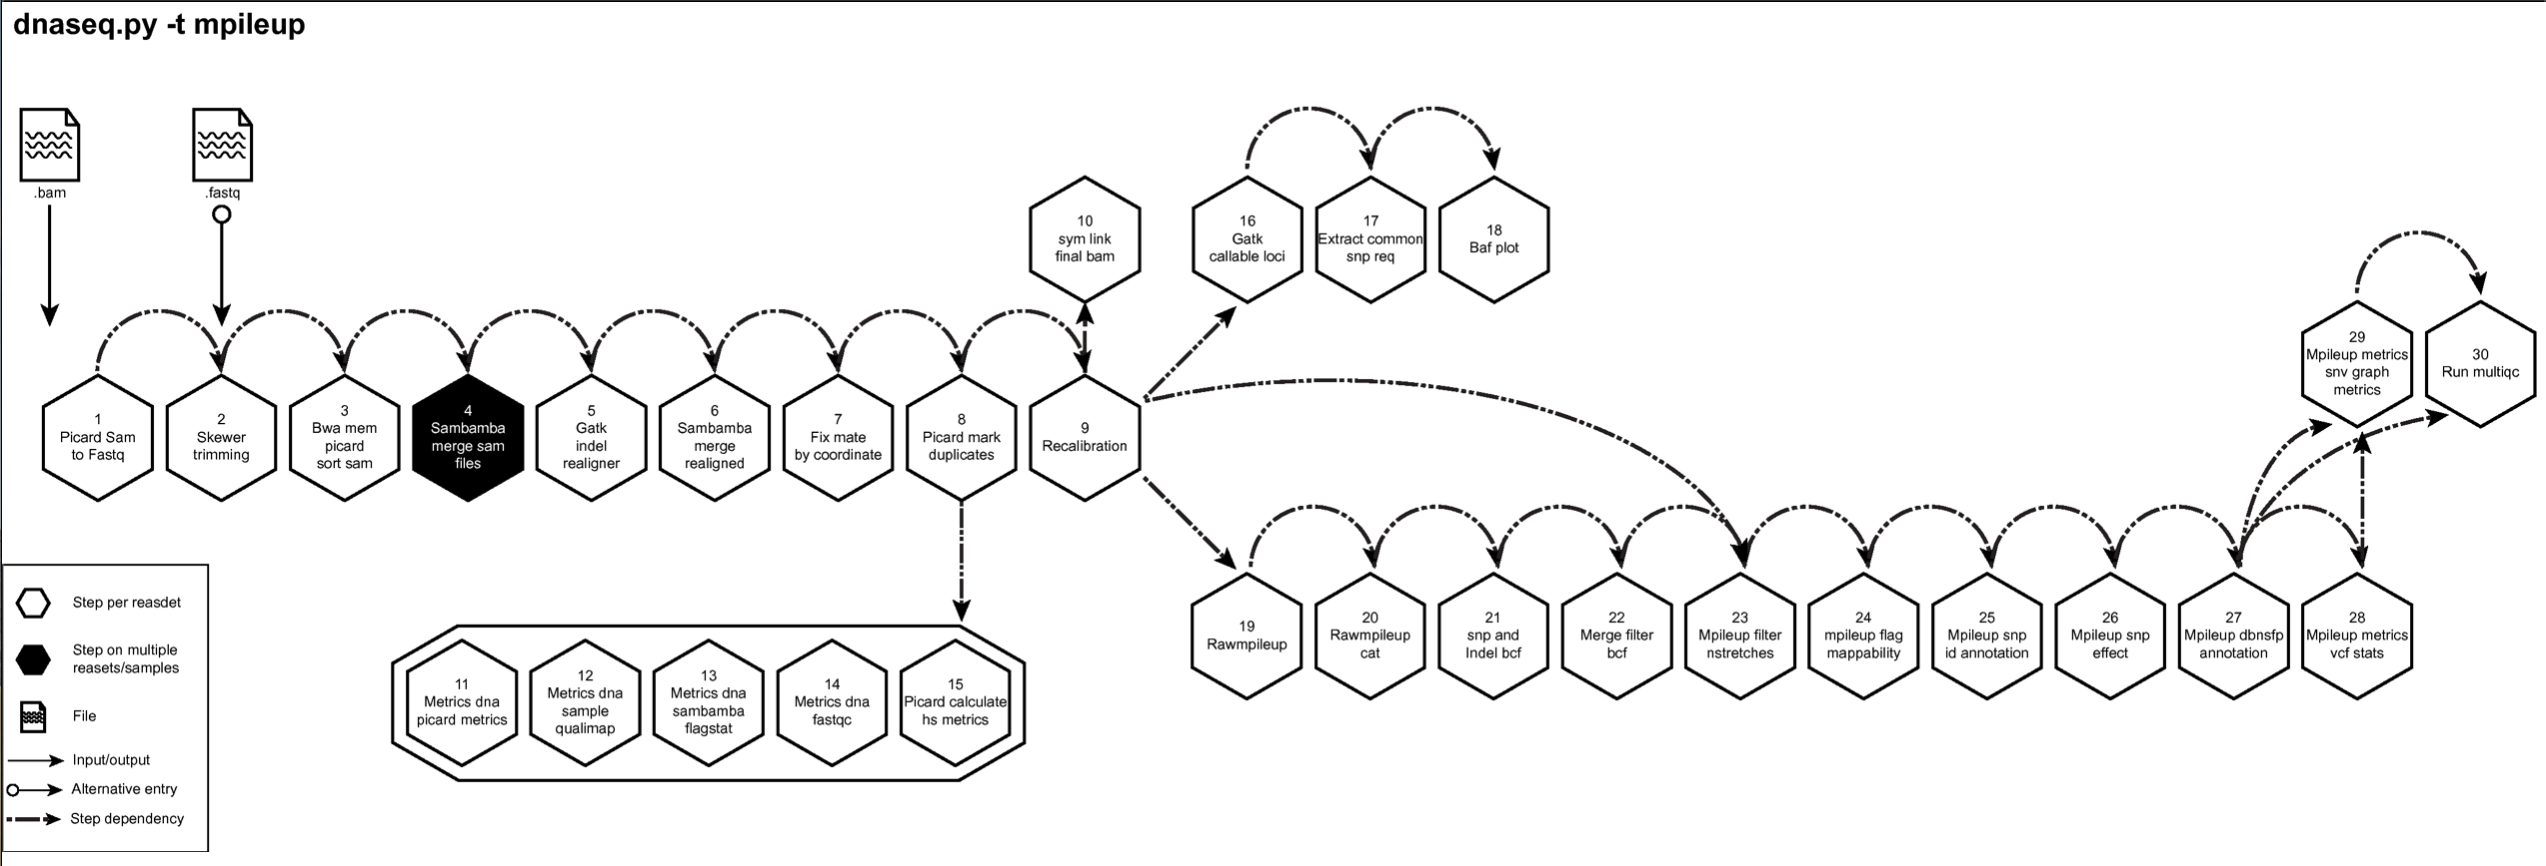 dnaseq.py -t mpileup
.bam
.fastq
1
Picard Sam
to Fastq
2
Skewer
trimming
3
Bwa mem
picard
sort sam
4
Sambamba
merge sam
files
5
Gatk
indel
realigner
6
Sambamba
merge
realigned
7
Fix mate
by coordinate
8
Picard mark
duplicates
9
Recalibration
10
sym link
final bam
11
Metrics dna
picard metrics
12
Metrics dna
sample
qualimap
13
Metrics dna
sambamba
flagstat
14
Metrics dna
fastqc
15
Picard calculate
hs metrics
16
Gatk
callable loci
17
Extract common
snp req
18
Baf plot
19
Rawmpileup
20
Rawmpileup
cat
21
snp and
Indel bcf
22
Merge filter
bcf
23
Mpileup filter
nstretches
24
mpileup flag
mappability
25
Mpileup snp
id annotation
26
Mpileup snp
effect
27
Mpileup dbnsfp
annotation
28
Mpileup metrics
vcf stats
29
Mpileup metrics
snv graph
metrics
30
Run multiqc
Step per reasdet
Step on multiple
reasets/samples
File
Input/output
Alternative entry
Step dependency